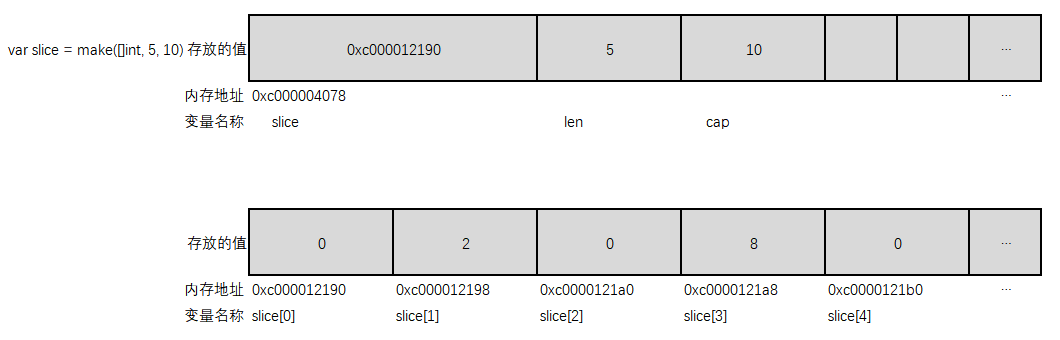 var slice = make([]int, 5, 10) 存放的值 0xc000012190 5 10 ...
内存地址 0xc000004078 ...
变量名称 slice len cap
存放的值 0 2 0 8 0 ...
内存地址 0xc000012190 0xc000012198 0xc0000121a0 0xc0000121a8 0xc0000121b0 ...
变量名称 slice[0] slice[1] slice[2] slice[3] slice[4]